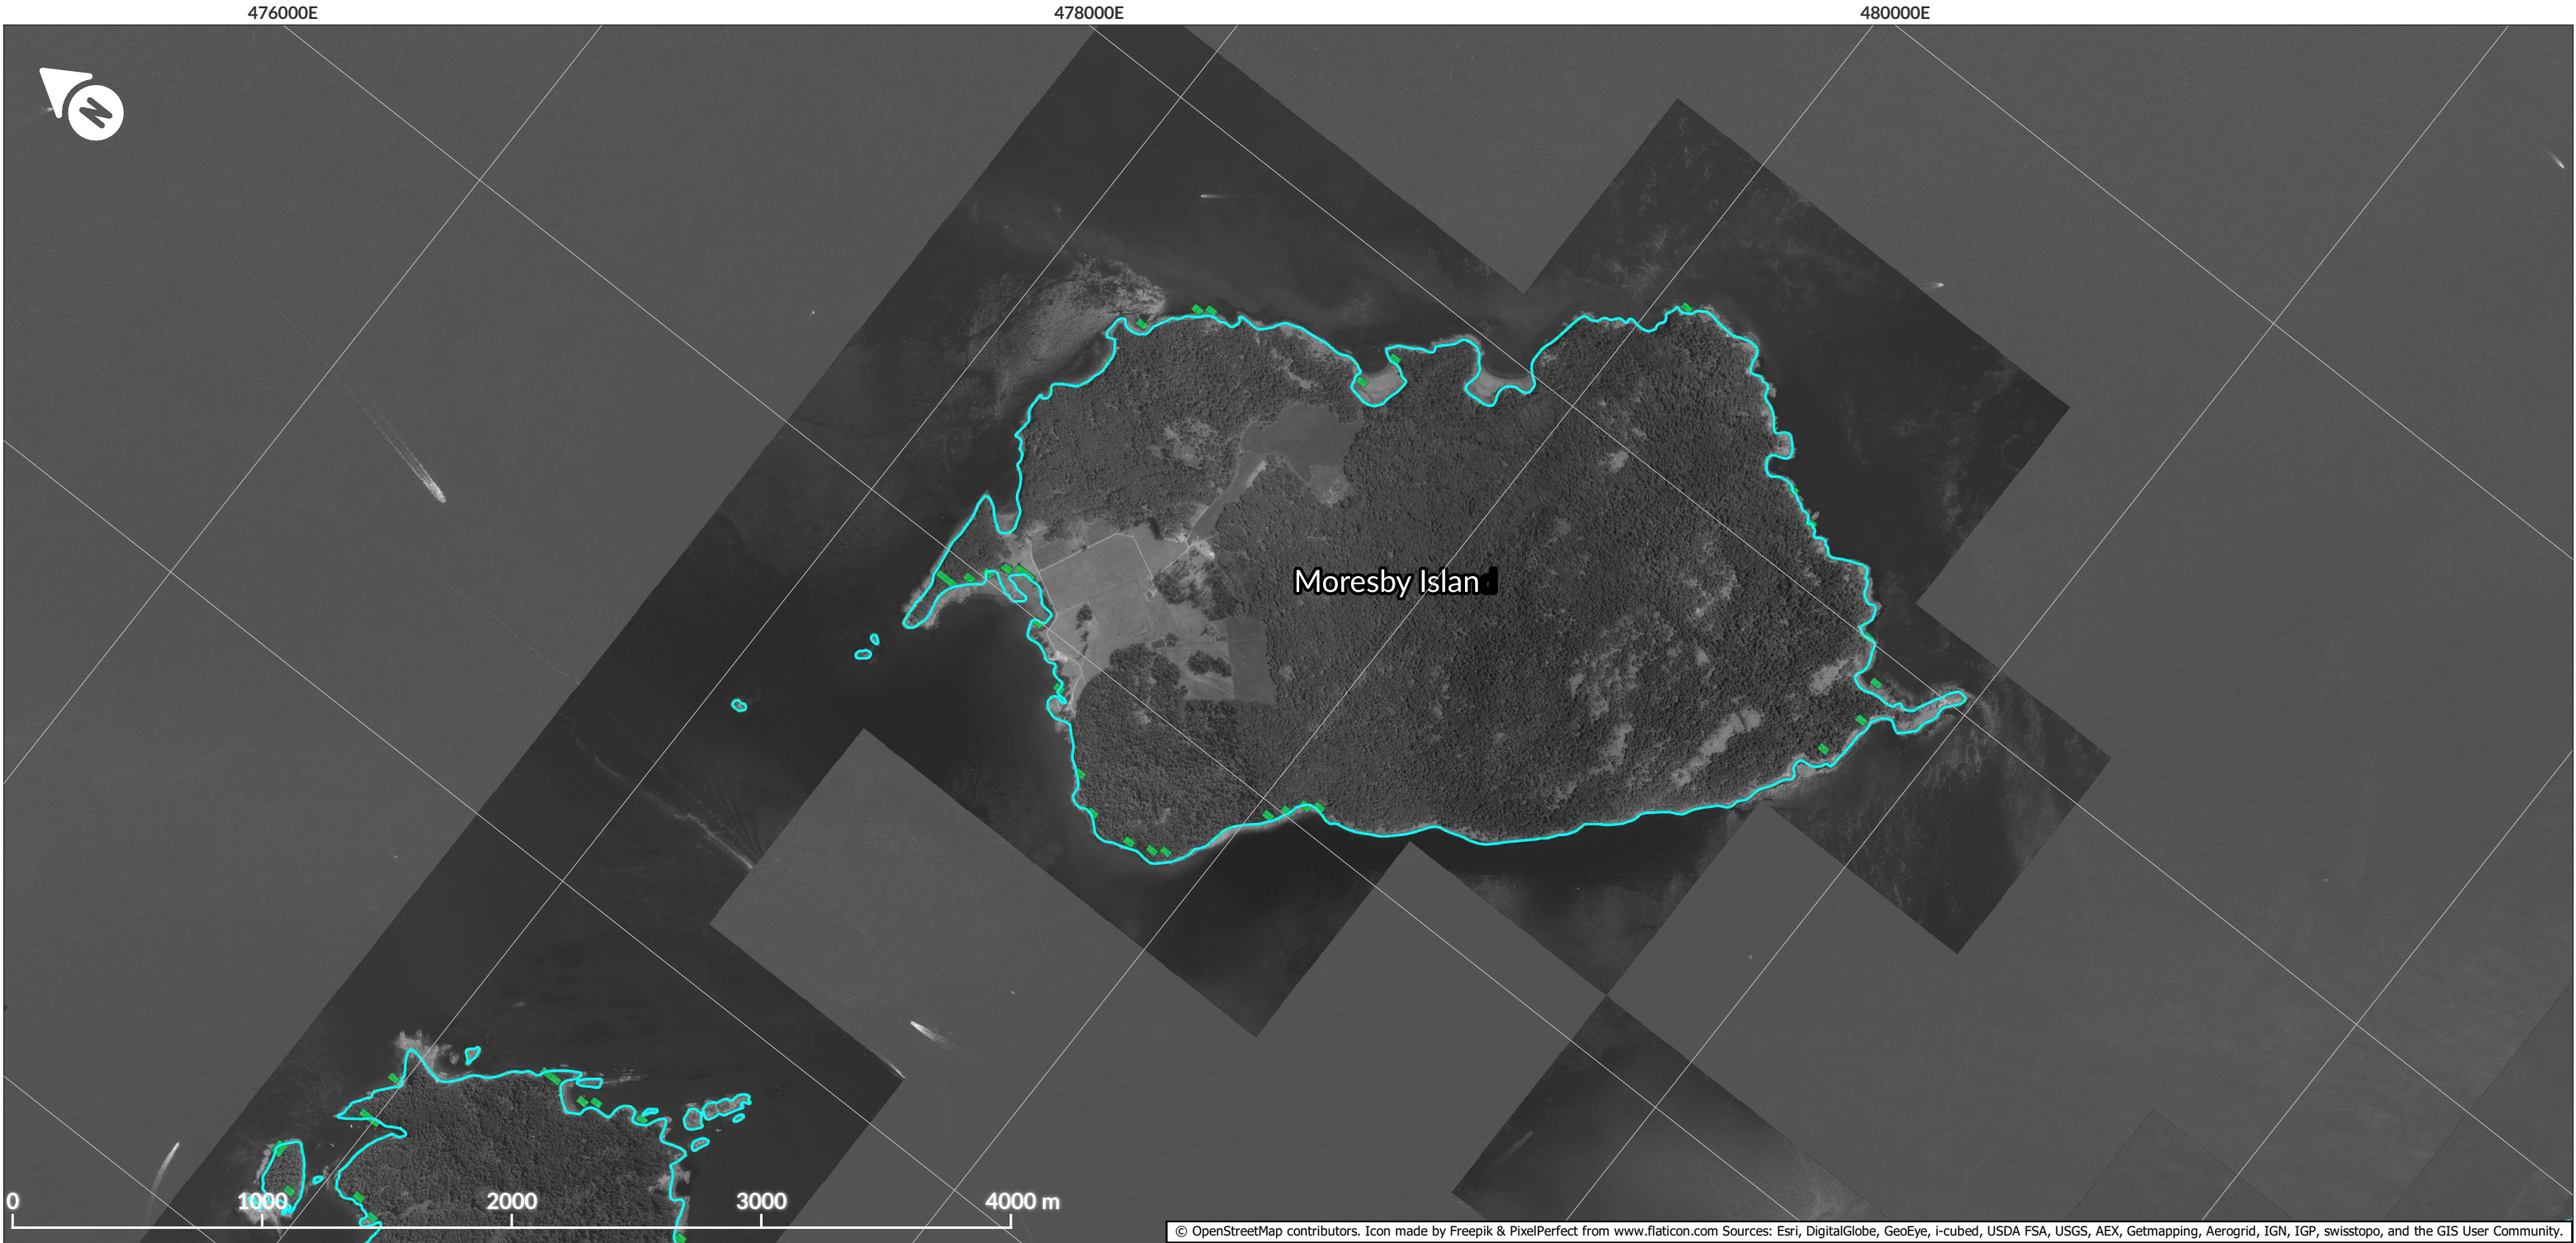 476000E 478000E 480000E
N
Moresby Island
0 1000 2000 3000 4000 m
© OpenStreetMap contributors. Icon made by Freepik & PixelPerfect from www.flaticon.com Sources: Esri, DigitalGlobe, GeoEye, i-cubed, USDA FSA, USGS, AEX, Getmapping, Aerogrid, IGN, IGP, swisstopo, and the GIS User Community.